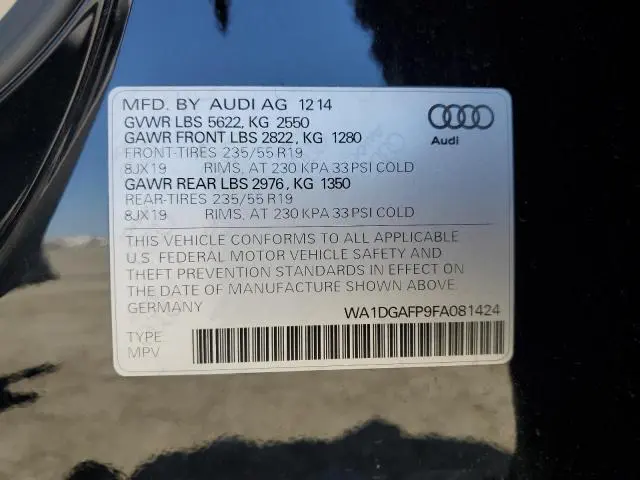 MFD. BY AUDI AG 12 14
GVWR LBS 5622, KG 2550
GAWR FRONT LBS 2822, KG 1280
FRONT-TIRES 235/55 R19
8JX19 RIMS, AT 230 KPA 33 PSI COLD
GAWR REAR LBS 2976, KG 1350
REAR-TIRES 235/55 R19
8JX19 RIMS, AT 230 KPA 33 PSI COLD
Audi
THIS VEHICLE CONFORMS TO ALL APPLICABLE
U.S FEDERAL MOTOR VEHICLE SAFETY AND
THEFT PREVENTION STANDARDS IN EFFECT ON
THE DATE OF MANUFACTURE SHOWN ABOVE.
GERMANY
WA1DGAFP9FA081424
TYPE:
MPV